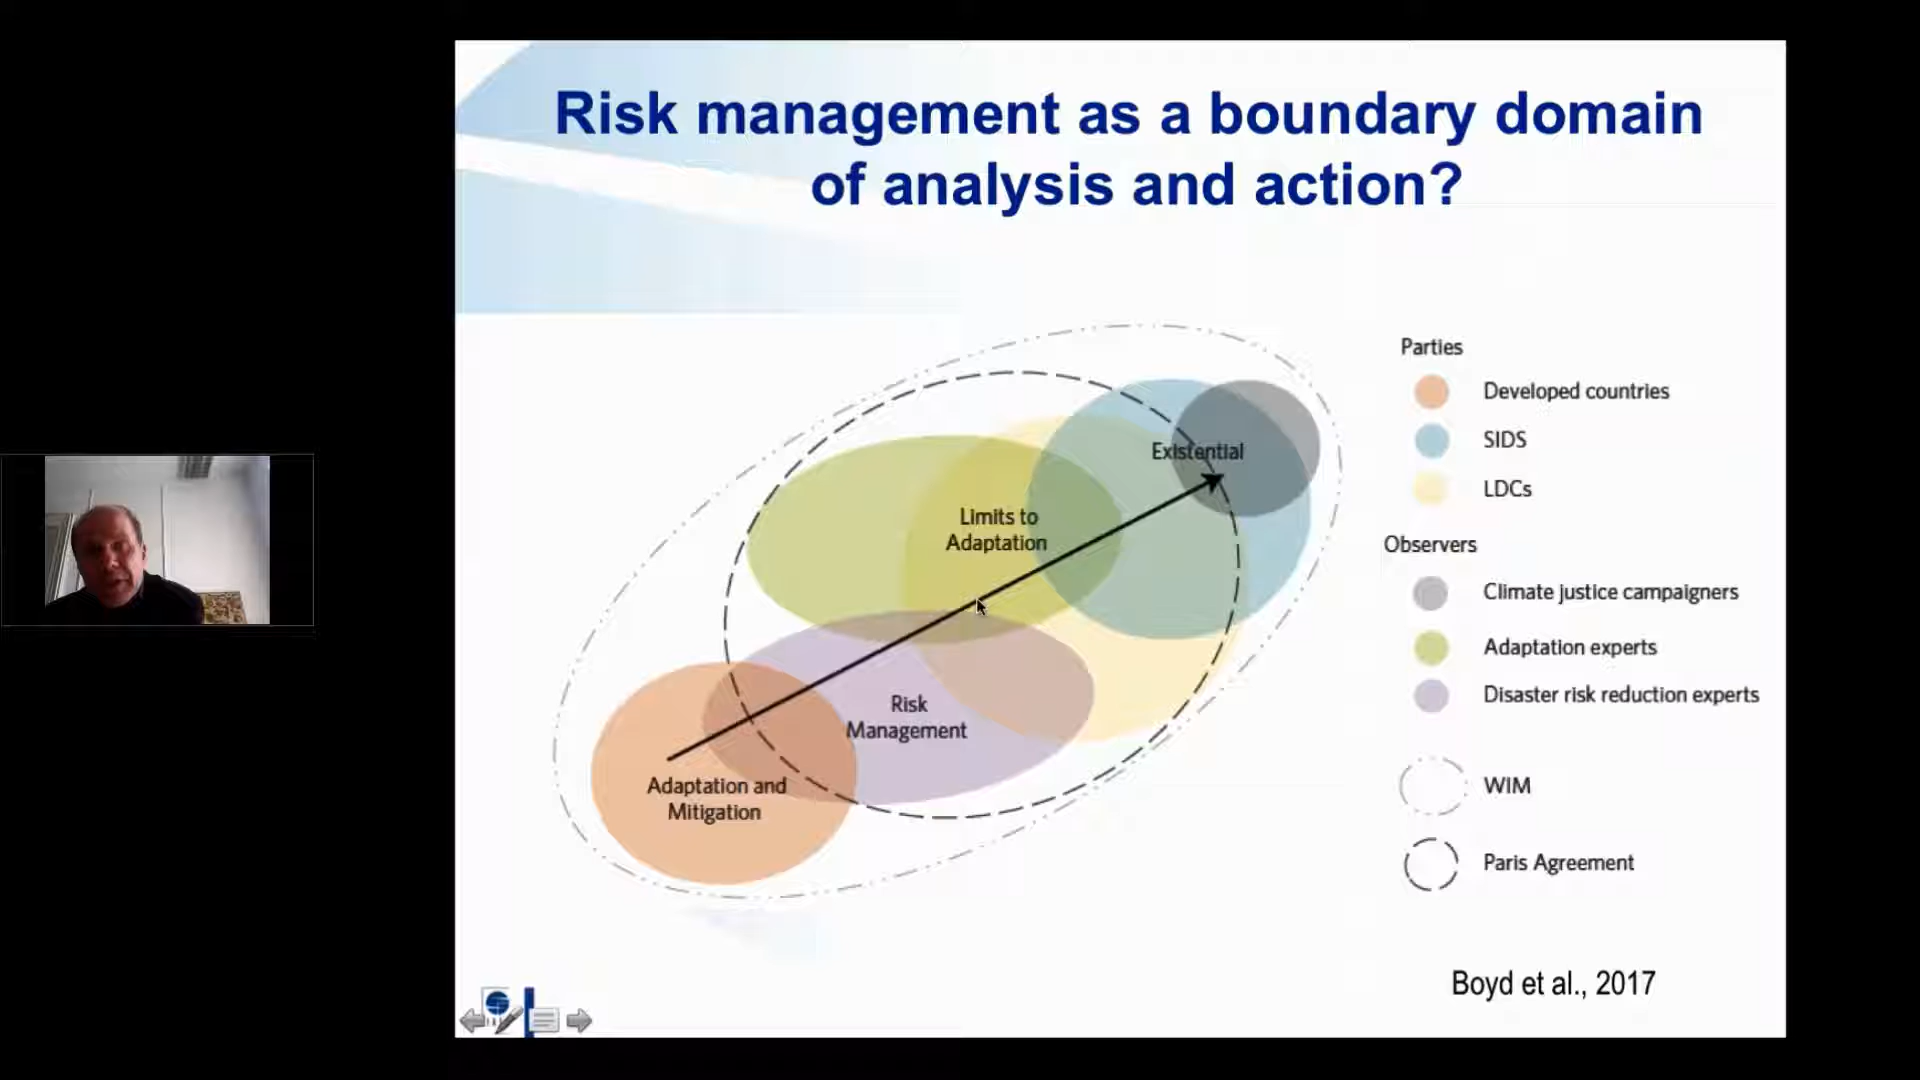 Risk management as a boundary domain
of analysis and action?
Parties
Developed countries
SIDS
LDCs
Observers
Climate justice campaigners
Adaptation experts
Disaster risk reduction experts
WIM
Paris Agreement
Existential
Limits to
Adaptation
Risk
Management
Adaptation and
Mitigation
Boyd et al., 2017